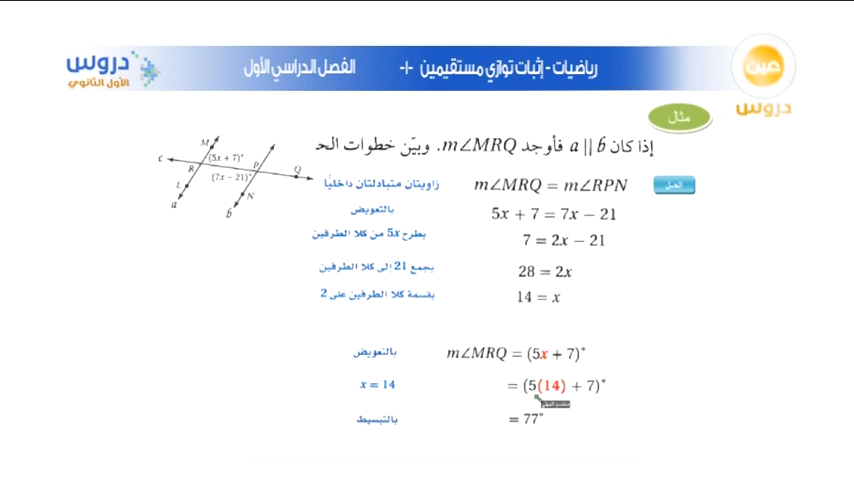 دروس
الأول الثانوي
رياضيات - إثبات توازي مستقيمين -١-
الفصل الدراسي الأول
عين
دروس
مثال
إذا كان a || b فأوجد m∠MRQ. وبيّن خطوات الحـ
c
M
R
(5x + 7)°
P
Q
(7x − 21)°
L
N
a
b
الحل
m∠MRQ = m∠RPN زاويتان متبادلتان داخليًا
5x + 7 = 7x − 21 بالتعويض
7 = 2x − 21 بطرح 5x من كلا الطرفين
28 = 2x بجمع 21 الى كلا الطرفين
14 = x بقسمة كلا الطرفين على 2
m∠MRQ = (5x + 7)° بالتعويض
= (5(14) + 7)° x = 14
= 77° بالتبسيط